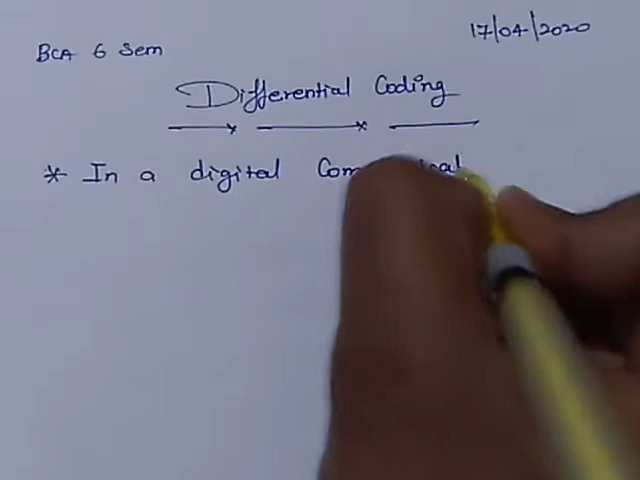 17/04/2020
BCA 6 Sem
Differential Coding
* In a digital